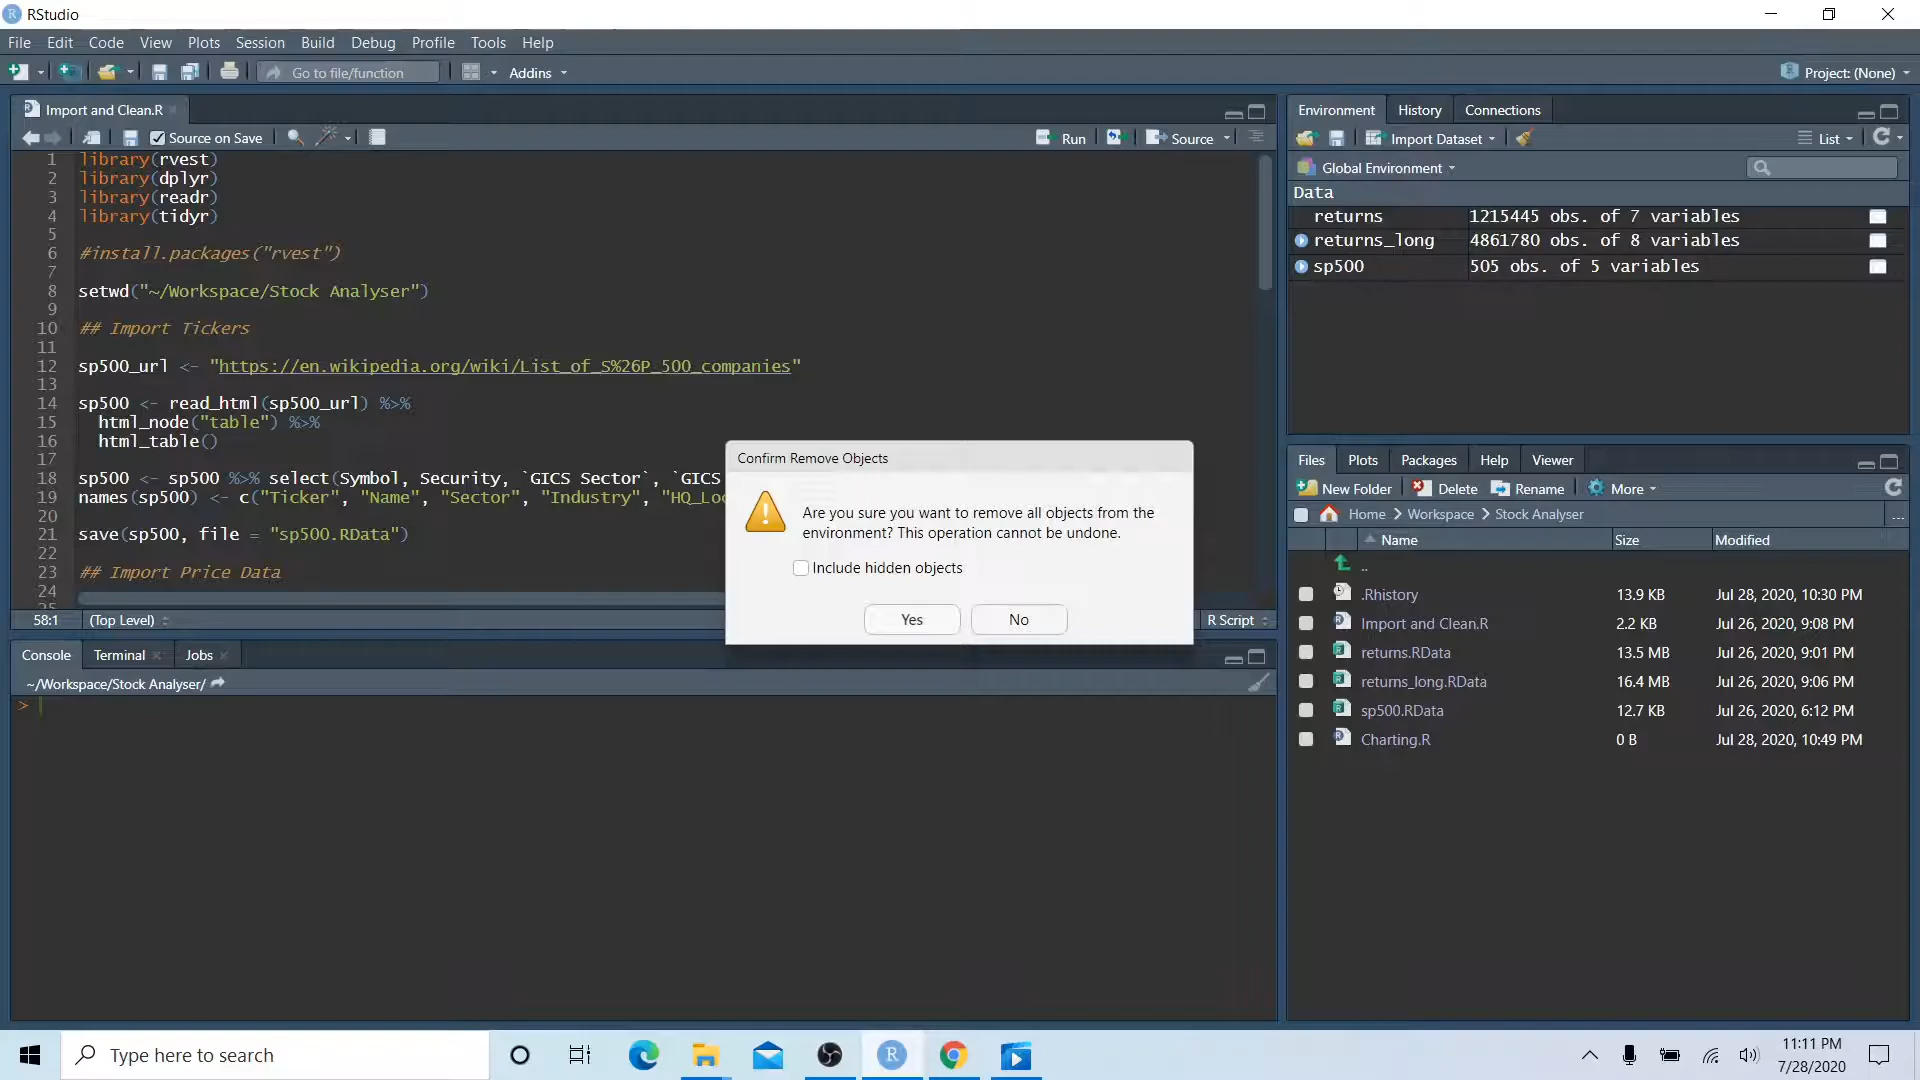 RStudio
File Edit Code View Plots Session Build Debug Profile Tools Help
Go to file/function Addins Project: (None)
Import and Clean.R
Source on Save Run Source
1 library(rvest)
2 library(dplyr)
3 library(readr)
4 library(tidyr)
5
6 #install.packages("rvest")
7
8 setwd("~/Workspace/Stock Analyser")
9
10 ## Import Tickers
11
12 sp500_url <- "https://en.wikipedia.org/wiki/List_of_S%26P_500_companies"
13
14 sp500 <- read_html(sp500_url) %>%
15 html_node("table") %>%
16 html_table()
17
18 sp500 <- sp500 %>% select(Symbol, Security, `GICS Sector`, `GICS
19 names(sp500) <- c("Ticker", "Name", "Sector", "Industry", "HQ_Lo
20
21 save(sp500, file = "sp500.RData")
22
23 ## Import Price Data
24
25
58:1 (Top Level) R Script
Confirm Remove Objects
Are you sure you want to remove all objects from the
environment? This operation cannot be undone.
Include hidden objects
Yes No
Console Terminal Jobs
~/Workspace/Stock Analyser/
>
Environment History Connections
Import Dataset List
Global Environment
Data
returns 1215445 obs. of 7 variables
returns_long 4861780 obs. of 8 variables
sp500 505 obs. of 5 variables
Files Plots Packages Help Viewer
New Folder Delete Rename More
Home Workspace Stock Analyser ...
Name Size Modified
..
.Rhistory 13.9 KB Jul 28, 2020, 10:30 PM
Import and Clean.R 2.2 KB Jul 26, 2020, 9:08 PM
returns.RData 13.5 MB Jul 26, 2020, 9:01 PM
returns_long.RData 16.4 MB Jul 26, 2020, 9:06 PM
sp500.RData 12.7 KB Jul 26, 2020, 6:12 PM
Charting.R 0 B Jul 28, 2020, 10:49 PM
Type here to search
11:11 PM
7/28/2020